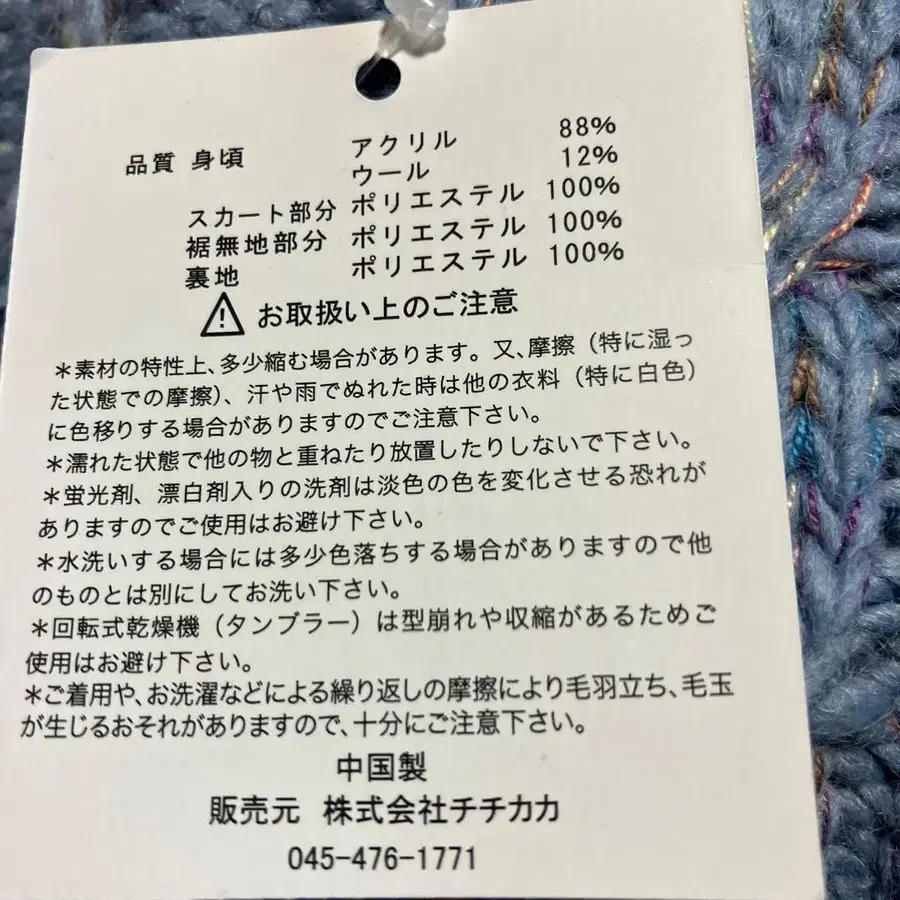 品質 身頃 アクリル 88%
ウール 12%
スカート部分 ポリエステル 100%
裾無地部分 ポリエステル 100%
裏地 ポリエステル 100%
お取扱い上のご注意
＊素材の特性上、多少縮む場合があります。又、摩擦（特に湿っ
た状態での摩擦）、汗や雨でぬれた時は他の衣料（特に白色）
に色移りする場合がありますのでご注意下さい。
＊濡れた状態で他の物と重ねたり放置したりしないで下さい。
＊蛍光剤、漂白剤入りの洗剤は淡色の色を変化させる恐れが
ありますのでご使用はお避け下さい。
＊水洗いする場合には多少色落ちする場合がありますので他
のものとは別にしてお洗い下さい。
＊回転式乾燥機（タンブラー）は型崩れや収縮があるためご
使用はお避け下さい。
＊ご着用や、お洗濯などによる繰り返しの摩擦により毛羽立ち、毛玉
が生じるおそれがありますので、十分にご注意下さい。
中国製
販売元 株式会社チチカカ
045-476-1771